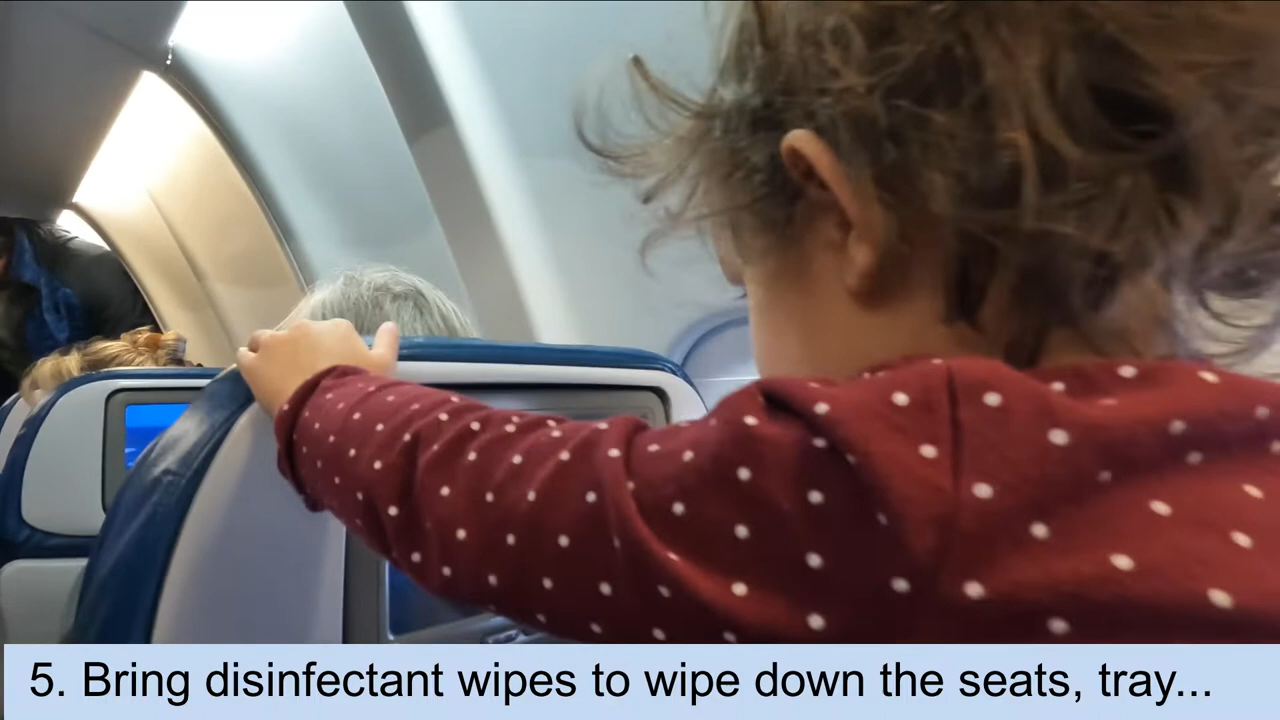 5. Bring disinfectant wipes to wipe down the seats, tray...